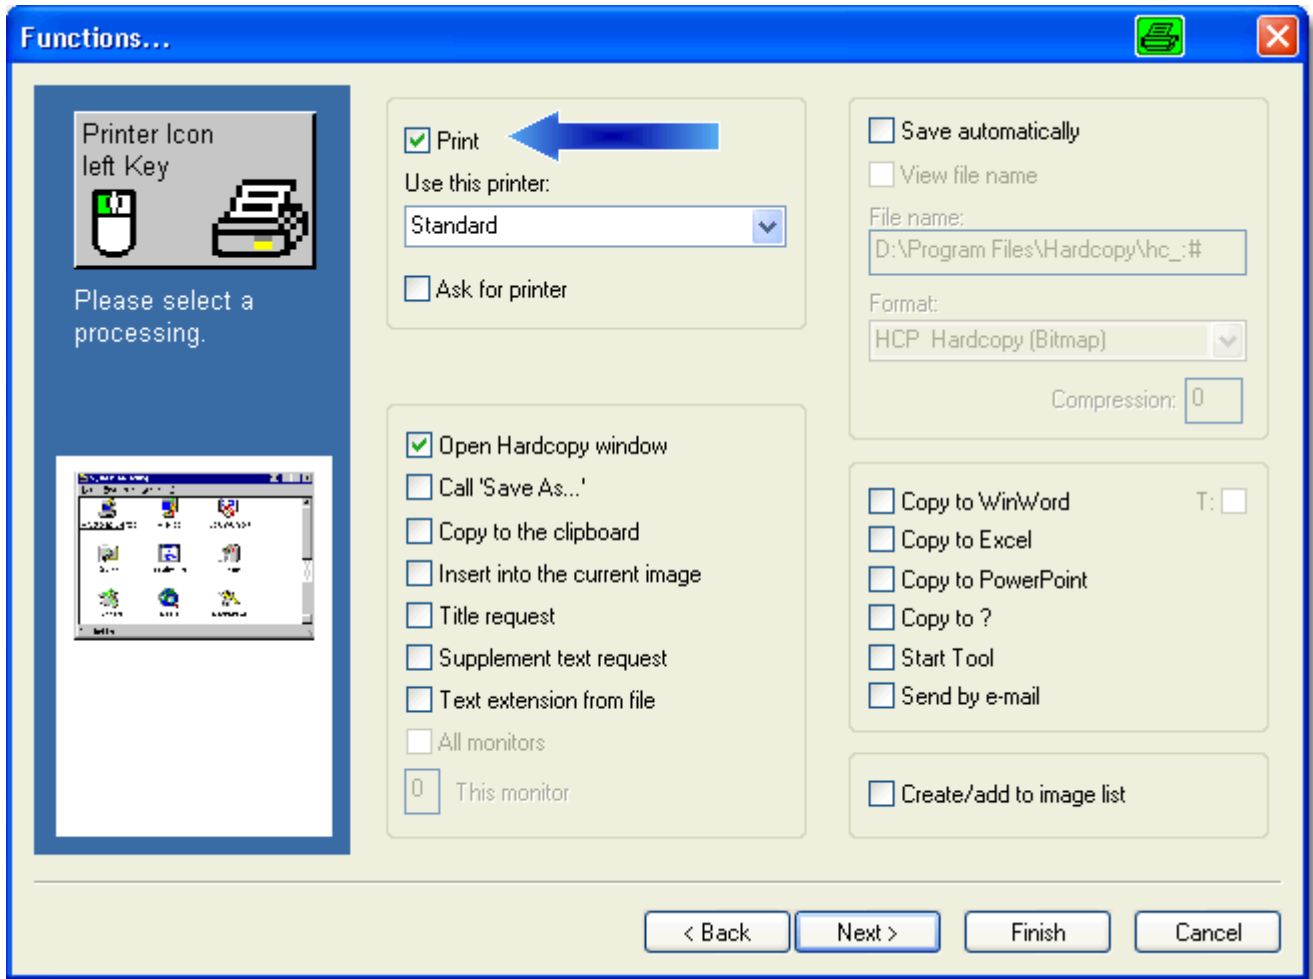 Functions...
Printer Icon
left Key
Please select a
processing.
Print
Use this printer:
Standard
Ask for printer
Open Hardcopy window
Call 'Save As...'
Copy to the clipboard
Insert into the current image
Title request
Supplement text request
Text extension from file
All monitors
0 This monitor
Save automatically
View file name
File name:
D:\Program Files\Hardcopy\hc_:#
Format:
HCP Hardcopy (Bitmap)
Compression: 0
Copy to WinWord T:
Copy to Excel
Copy to PowerPoint
Copy to ?
Start Tool
Send by e-mail
Create/add to image list
< Back Next > Finish Cancel